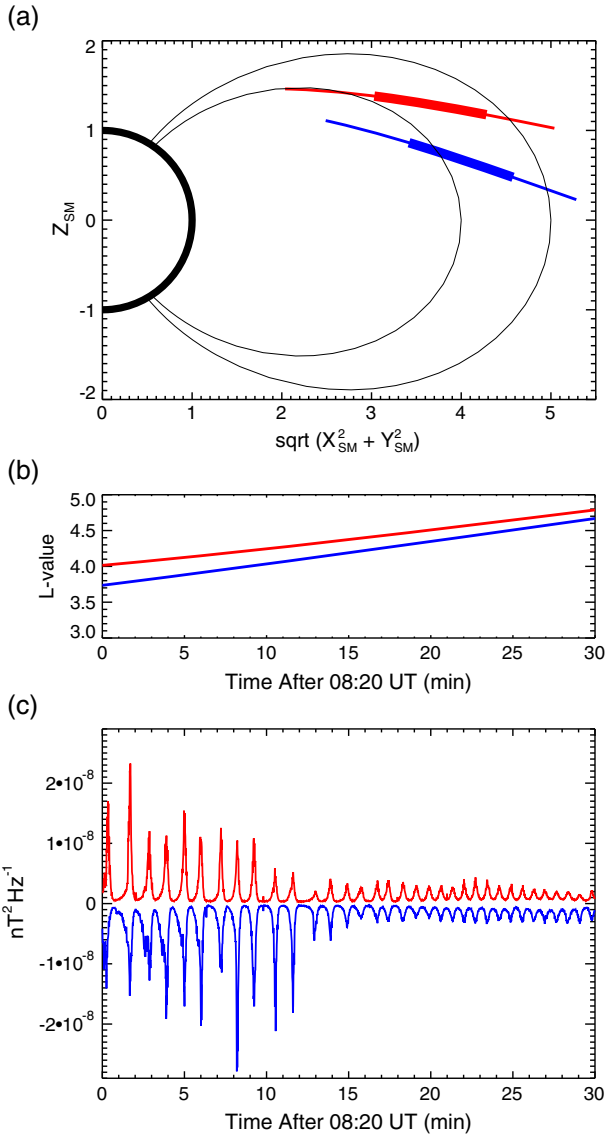 (a)
2
1
0
-1
-2
Z_SM
0 1 2 3 4 5
sqrt (X²_SM + Y²_SM)
(b)
5.0
4.5
4.0
3.5
3.0
L-value
0 5 10 15 20 25 30
Time After 08:20 UT (min)
(c)
2•10⁻⁸
1•10⁻⁸
0
-1•10⁻⁸
-2•10⁻⁸
nT⁻² Hz⁻¹
0 5 10 15 20 25 30
Time After 08:20 UT (min)